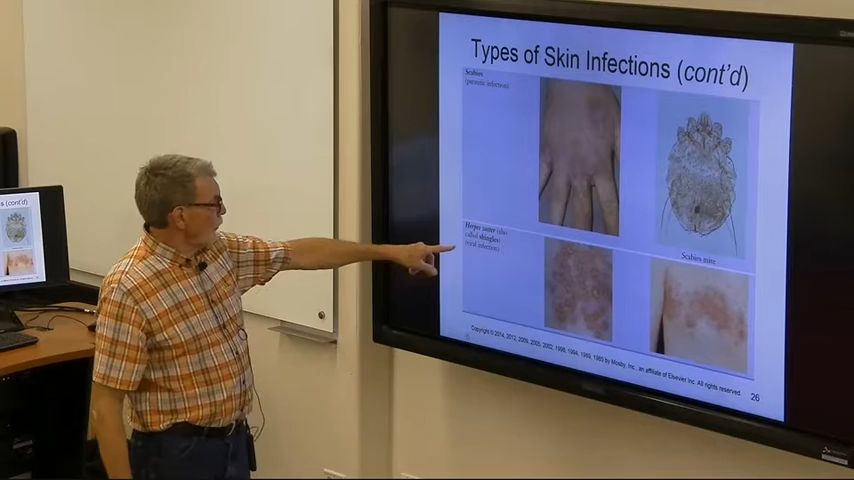 Types of Skin Infections (cont'd)
Scabies
(parasitic infection)
Scabies mite
Herpes zoster (also
called shingles)
(viral infection)
Copyright © 2014, 2012, 2009, 2005, 2002, 1998, 1994, 1989, 1983 by Mosby, Inc., an affiliate of Elsevier Inc. All rights reserved.
26
(cont'd)